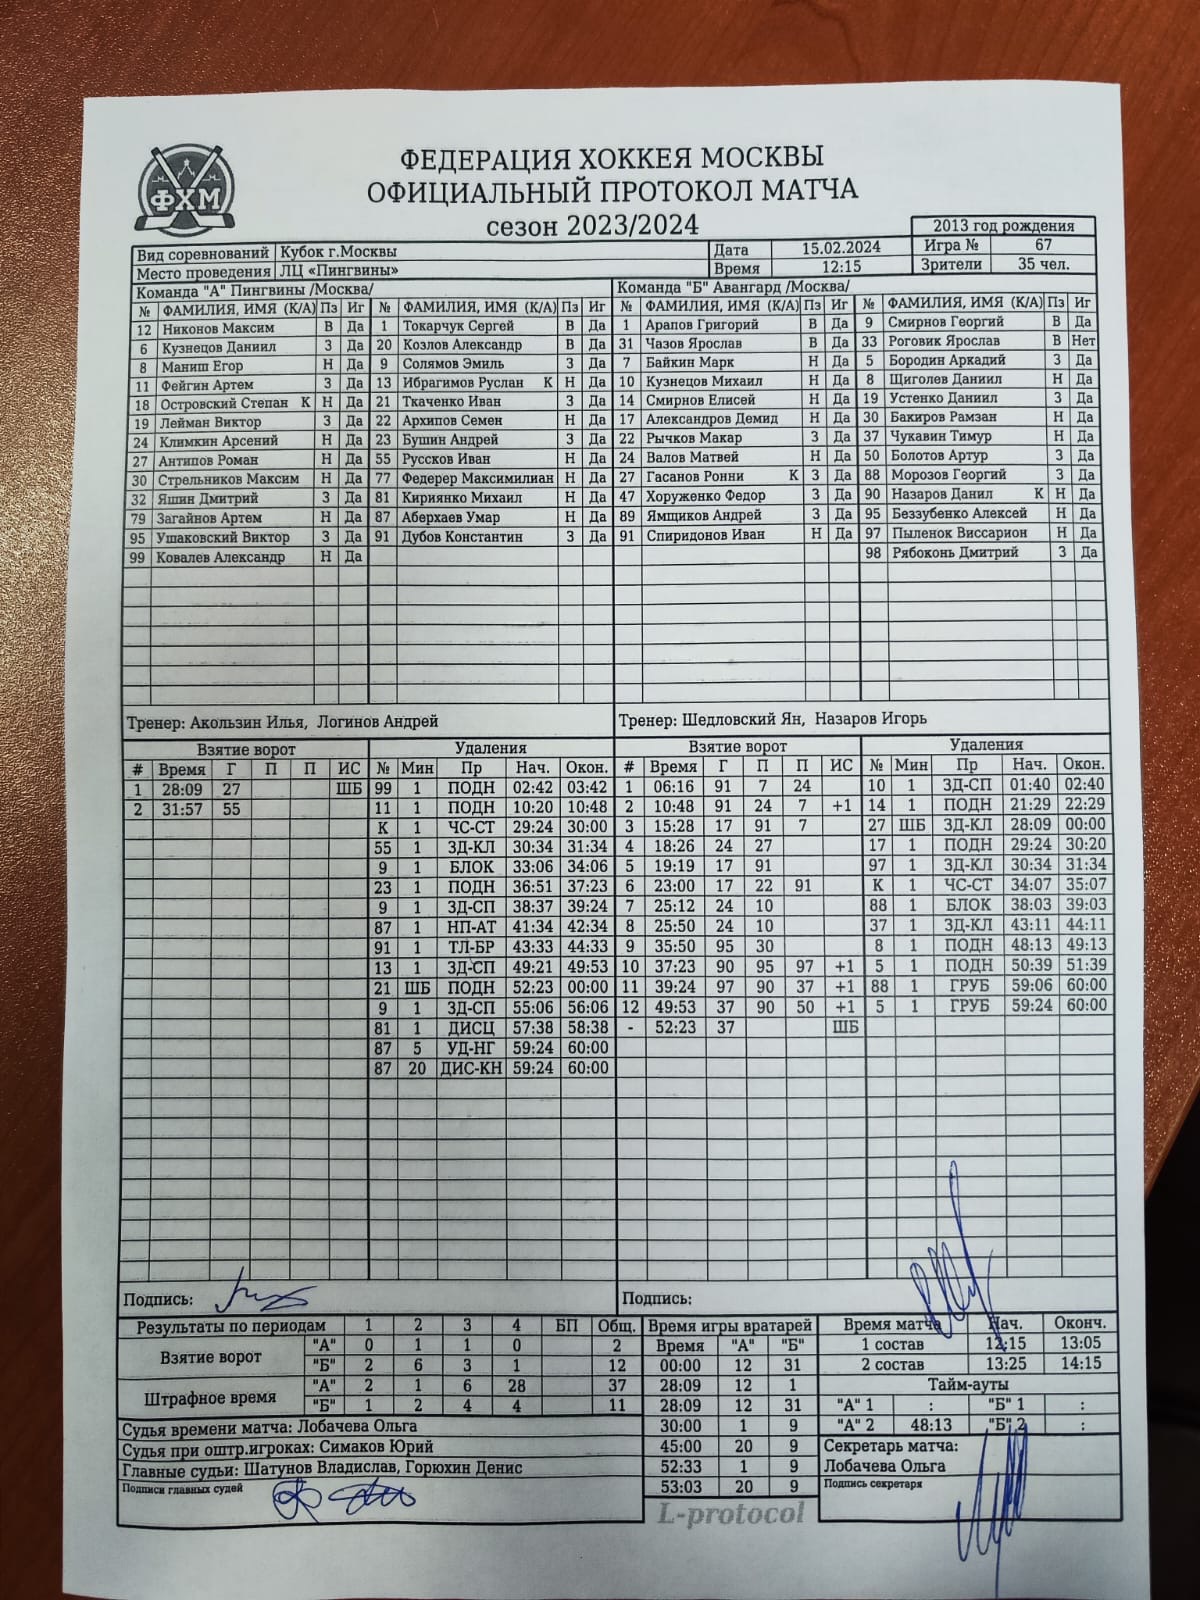 ФХМ
ФЕДЕРАЦИЯ ХОККЕЯ МОСКВЫ
ОФИЦИАЛЬНЫЙ ПРОТОКОЛ МАТЧА
сезон 2023/2024
2013 год рождения
Вид соревнований Кубок г.Москвы Дата 15.02.2024 Игра № 67
Место проведения ЛЦ «Пингвины» Время 12:15 Зрители 35 чел.
Команда "А" Пингвины /Москва/ Команда "Б" Авангард /Москва/
№ ФАМИЛИЯ, ИМЯ (К/А) Пз Иг № ФАМИЛИЯ, ИМЯ (К/А) Пз Иг № ФАМИЛИЯ, ИМЯ (К/А) Пз Иг № ФАМИЛИЯ, ИМЯ (К/А) Пз Иг
12 Никонов Максим В Да 1 Токарчук Сергей В Да 1 Арапов Григорий В Да 9 Смирнов Георгий В Да
6 Кузнецов Даниил З Да 20 Козлов Александр В Да 31 Чазов Ярослав В Да 33 Роговик Ярослав В Нет
8 Маниш Егор Н Да 9 Солямов Эмиль З Да 7 Байкин Марк Н Да 5 Бородин Аркадий З Да
11 Фейгин Артем З Да 13 Ибрагимов Руслан К Н Да 10 Кузнецов Михаил Н Да 8 Щиголев Даниил Н Да
18 Островский Степан К Н Да 21 Ткаченко Иван З Да 14 Смирнов Елисей Н Да 19 Устенко Даниил З Да
19 Лейман Виктор З Да 22 Архипов Семен Н Да 17 Александров Демид Н Да 30 Бакиров Рамзан Н Да
24 Климкин Арсений Н Да 23 Бушин Андрей З Да 22 Рычков Макар З Да 37 Чукавин Тимур Н Да
27 Антипов Роман Н Да 55 Руссков Иван Н Да 24 Валов Матвей Н Да 50 Болотов Артур З Да
30 Стрельников Максим Н Да 77 Федерер Максимилиан Н Да 27 Гасанов Ронни К З Да 88 Морозов Георгий З Да
32 Яшин Дмитрий З Да 81 Кириянко Михаил Н Да 47 Хоруженко Федор З Да 90 Назаров Данил К Н Да
79 Загайнов Артем Н Да 87 Аберхаев Умар Н Да 89 Ямщиков Андрей З Да 95 Беззубенко Алексей Н Да
95 Ушаковский Виктор З Да 91 Дубов Константин З Да 91 Спиридонов Иван Н Да 97 Пыленок Виссарион Н Да
99 Ковалев Александр Н Да 98 Рябоконь Дмитрий З Да
Тренер: Акользин Илья, Логинов Андрей Тренер: Шедловский Ян, Назаров Игорь
Взятие ворот Удаления Взятие ворот Удаления
# Время Г П П ИС № Мин Пр Нач. Окон. # Время Г П П ИС № Мин Пр Нач. Окон.
1 28:09 27 ШБ 99 1 ПОДН 02:42 03:42 1 06:16 91 7 24 10 1 ЗД-СП 01:40 02:40
2 31:57 55 11 1 ПОДН 10:20 10:48 2 10:48 91 24 7 +1 14 1 ПОДН 21:29 22:29
К 1 ЧС-СТ 29:24 30:00 3 15:28 17 91 7 27 ШБ ЗД-КЛ 28:09 00:00
55 1 ЗД-КЛ 30:34 31:34 4 18:26 24 27 17 1 ПОДН 29:24 30:20
9 1 БЛОК 33:06 34:06 5 19:19 17 91 97 1 ЗД-КЛ 30:34 31:34
23 1 ПОДН 36:51 37:23 6 23:00 17 22 91 К 1 ЧС-СТ 34:07 35:07
9 1 ЗД-СП 38:37 39:24 7 25:12 24 10 88 1 БЛОК 38:03 39:03
87 1 НП-АТ 41:34 42:34 8 25:50 24 10 37 1 ЗД-КЛ 43:11 44:11
91 1 ТЛ-БР 43:33 44:33 9 35:50 95 30 8 1 ПОДН 48:13 49:13
13 1 ЗД-СП 49:21 49:53 10 37:23 90 95 97 +1 5 1 ПОДН 50:39 51:39
21 ШБ ПОДН 52:23 00:00 11 39:24 97 90 37 +1 88 1 ГРУБ 59:06 60:00
9 1 ЗД-СП 55:06 56:06 12 49:53 37 90 50 +1 5 1 ГРУБ 59:24 60:00
81 1 ДИСЦ 57:38 58:38 - 52:23 37 ШБ
87 5 УД-НГ 59:24 60:00
87 20 ДИС-КН 59:24 60:00
Подпись: Подпись:
Результаты по периодам 1 2 3 4 БП Общ. Время игры вратарей Время матча Нач. Оконч.
Взятие ворот "А" 0 1 1 0 2 Время "А" "Б" 1 состав 12:15 13:05
"Б" 2 6 3 1 12 00:00 12 31 2 состав 13:25 14:15
Штрафное время "А" 2 1 6 28 37 28:09 12 1 Тайм-ауты
"Б" 1 2 4 4 11 28:09 12 31 "А" 1 : "Б" 1 :
Судья времени матча: Лобачева Ольга 30:00 1 9 "А" 2 48:13 "Б" 2 :
Судья при оштр.игроках: Симаков Юрий 45:00 20 9 Секретарь матча:
Главные судьи: Шатунов Владислав, Горюхин Денис 52:33 1 9 Лобачева Ольга
Подписи главных судей 53:03 20 9 Подпись секретаря
L-protocol